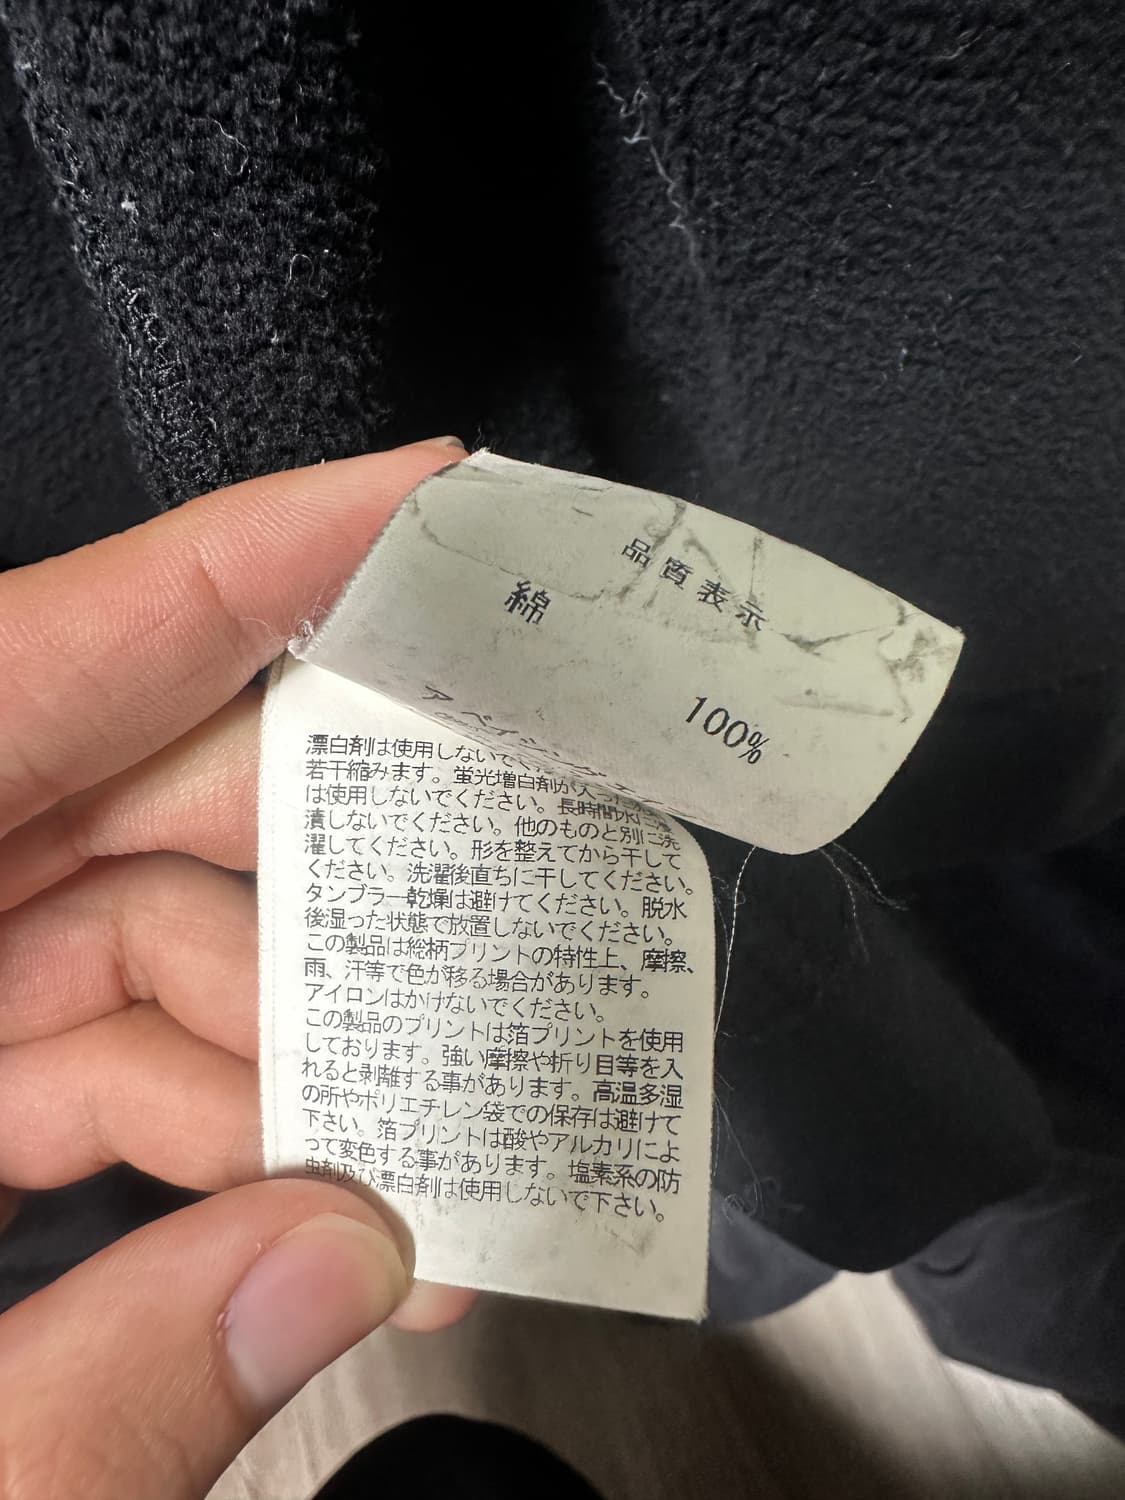 品質表示
綿
100%
漂白剤は使用しないでく
若干縮みます。蛍光増白剤が入った
は使用しないでください。長時間水に浸
漬しないでください。他のものと別に洗
濯してください。形を整えてから干して
ください。洗濯後直ちに干してください。
タンブラー乾燥は避けてください。脱水
後湿った状態で放置しないでください。
この製品は総柄プリントの特性上、摩擦、
雨、汗等で色が移る場合があります。
アイロンはかけないでください。
この製品のプリントは箔プリントを使用
しております。強い摩擦や折り目等を入
れると剥離する事があります。高温多湿
の所やポリエチレン袋での保存は避けて
下さい。箔プリントは酸やアルカリによ
って変色する事があります。塩素系の防
虫剤及び漂白剤は使用しないで下さい。